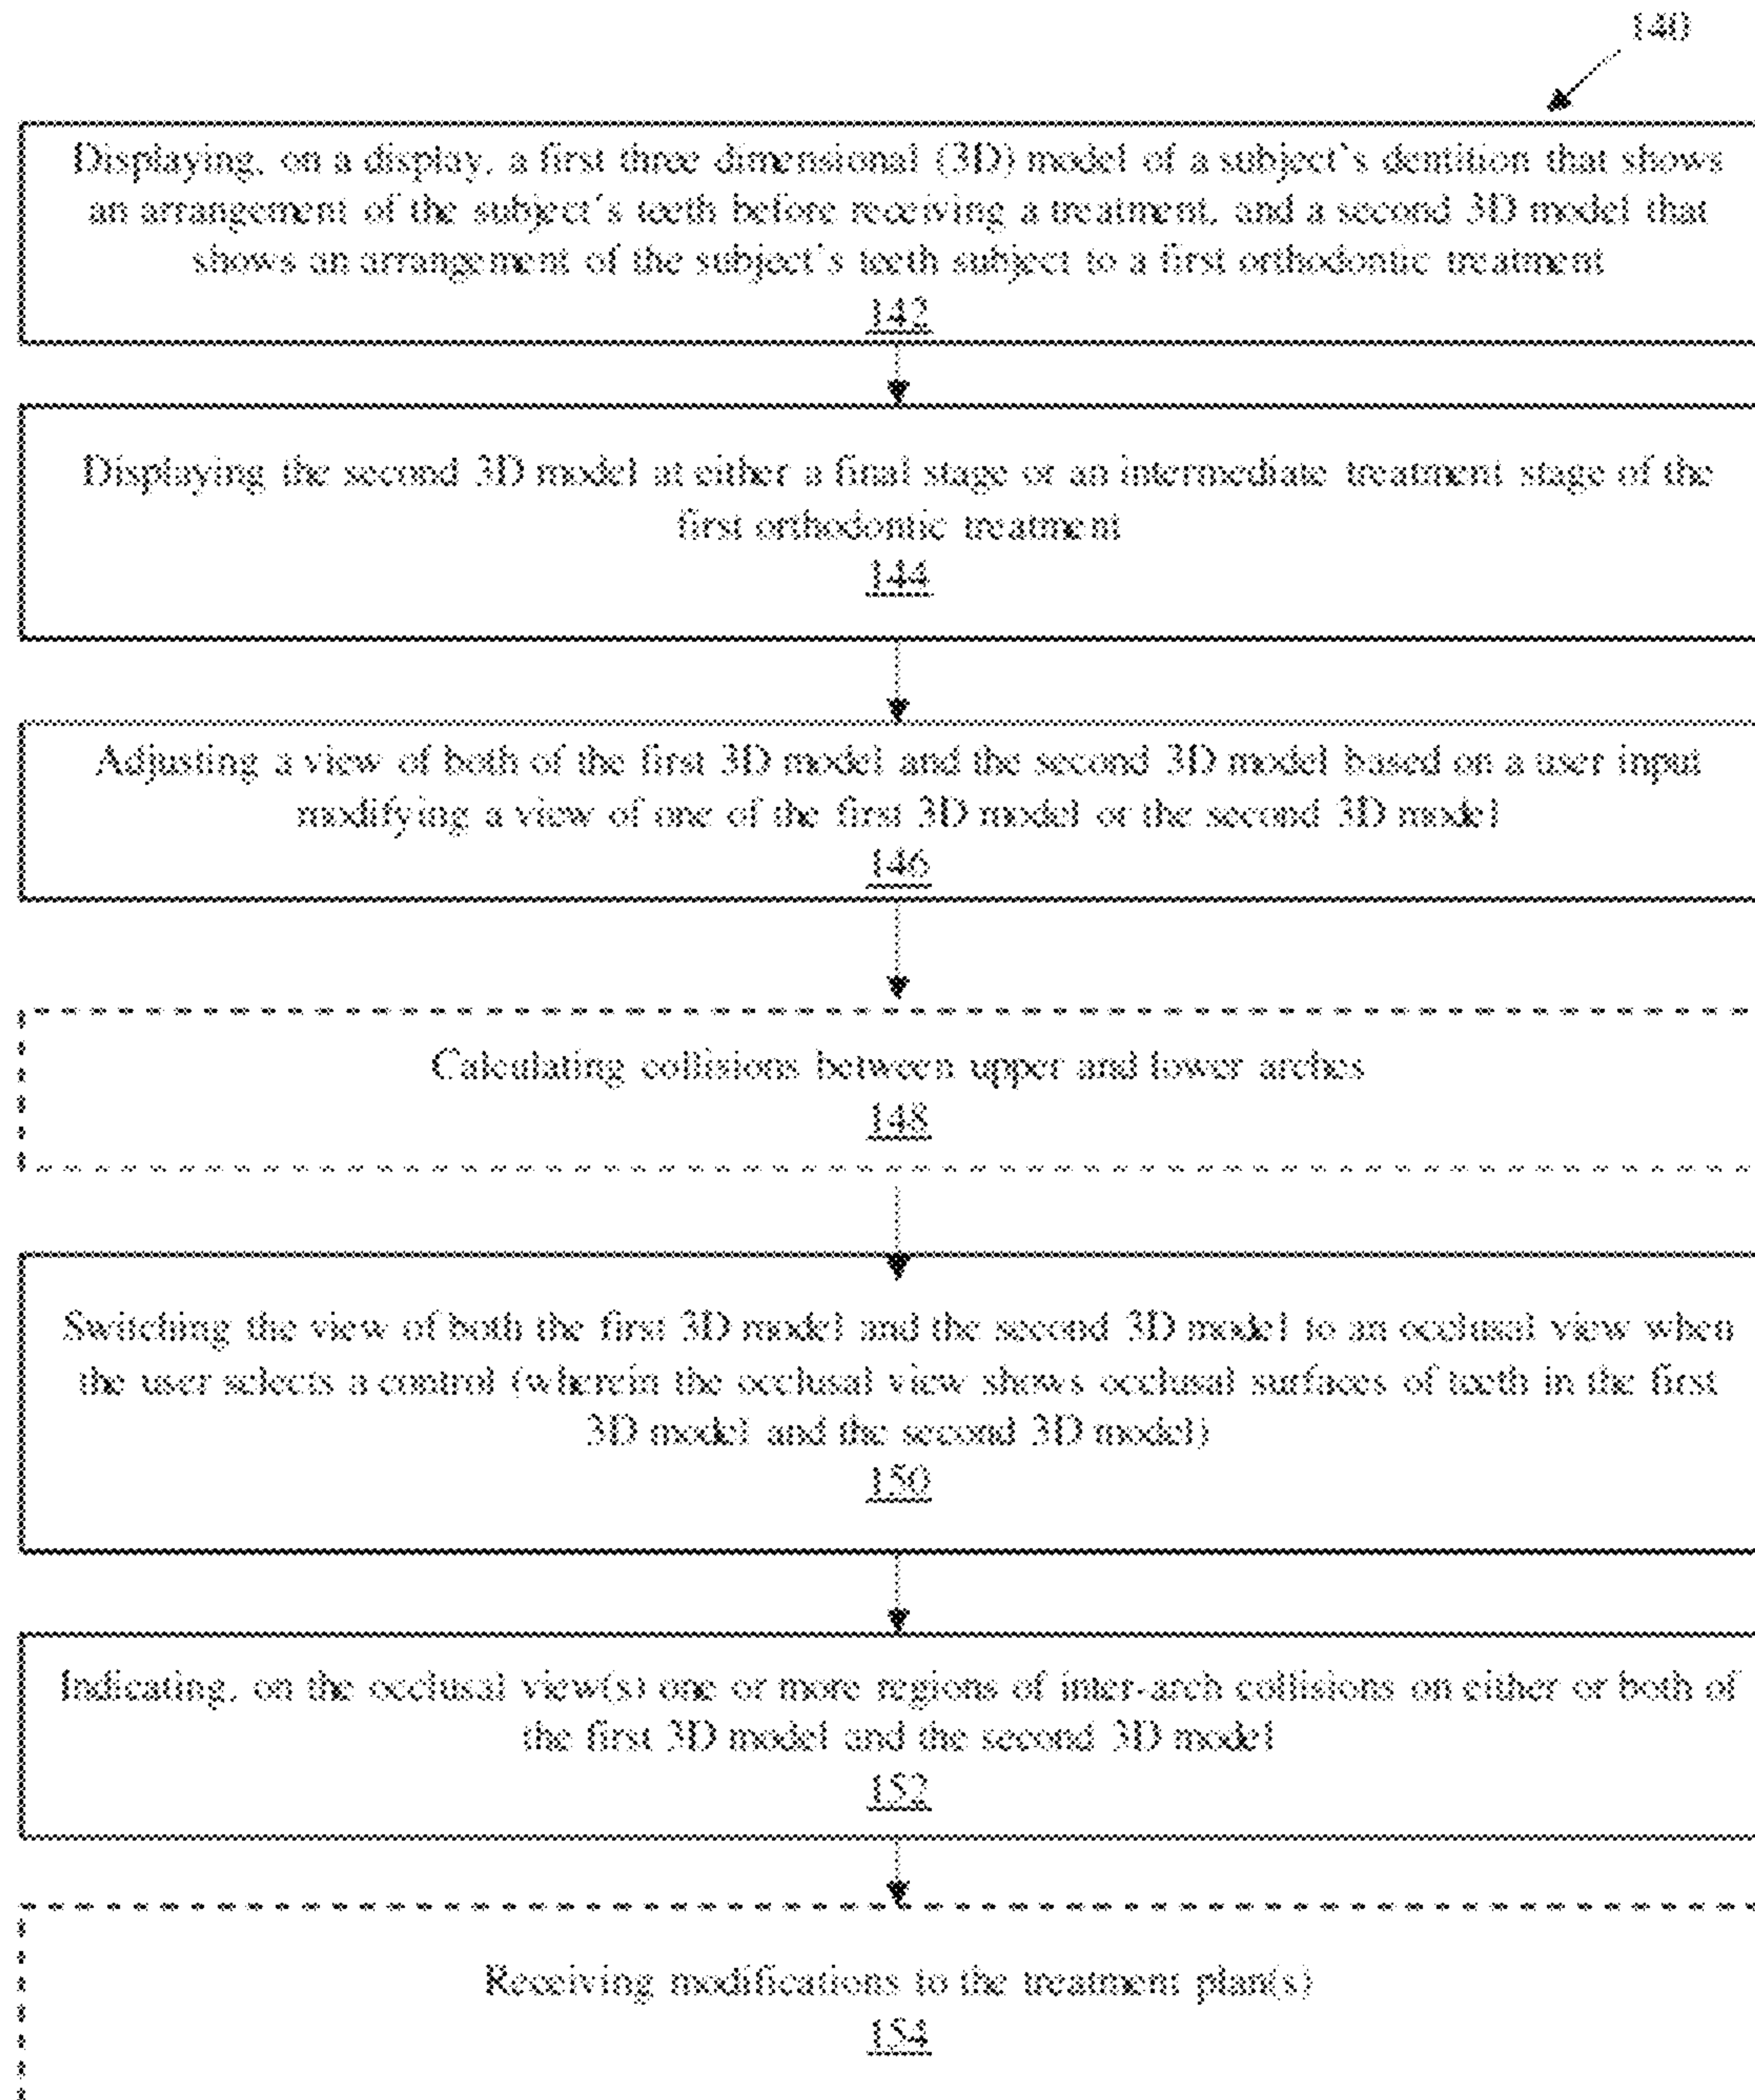 140
Displaying, on a display, a first three dimensional (3D) model of a subject's dentition that shows
an arrangement of the subject's teeth before receiving a treatment, and a second 3D model that
shows an arrangement of the subject's teeth subject to a first orthodontic treatment
142
Displaying the second 3D model at either a final stage or an intermediate treatment stage of the
first orthodontic treatment
144
Adjusting a view of both of the first 3D model and the second 3D model based on a user input
modifying a view of one of the first 3D model or the second 3D model
146
Calculating collisions between upper and lower arches
148
Switching the view of both the first 3D model and the second 3D model to an occlusal view when
the user selects a control (wherein the occlusal view shows occlusal surfaces of teeth in the first
3D model and the second 3D model)
150
Indicating, on the occlusal view(s) one or more regions of inter-arch collisions on either or both of
the first 3D model and the second 3D model
152
Receiving modifications to the treatment plan(s)
154